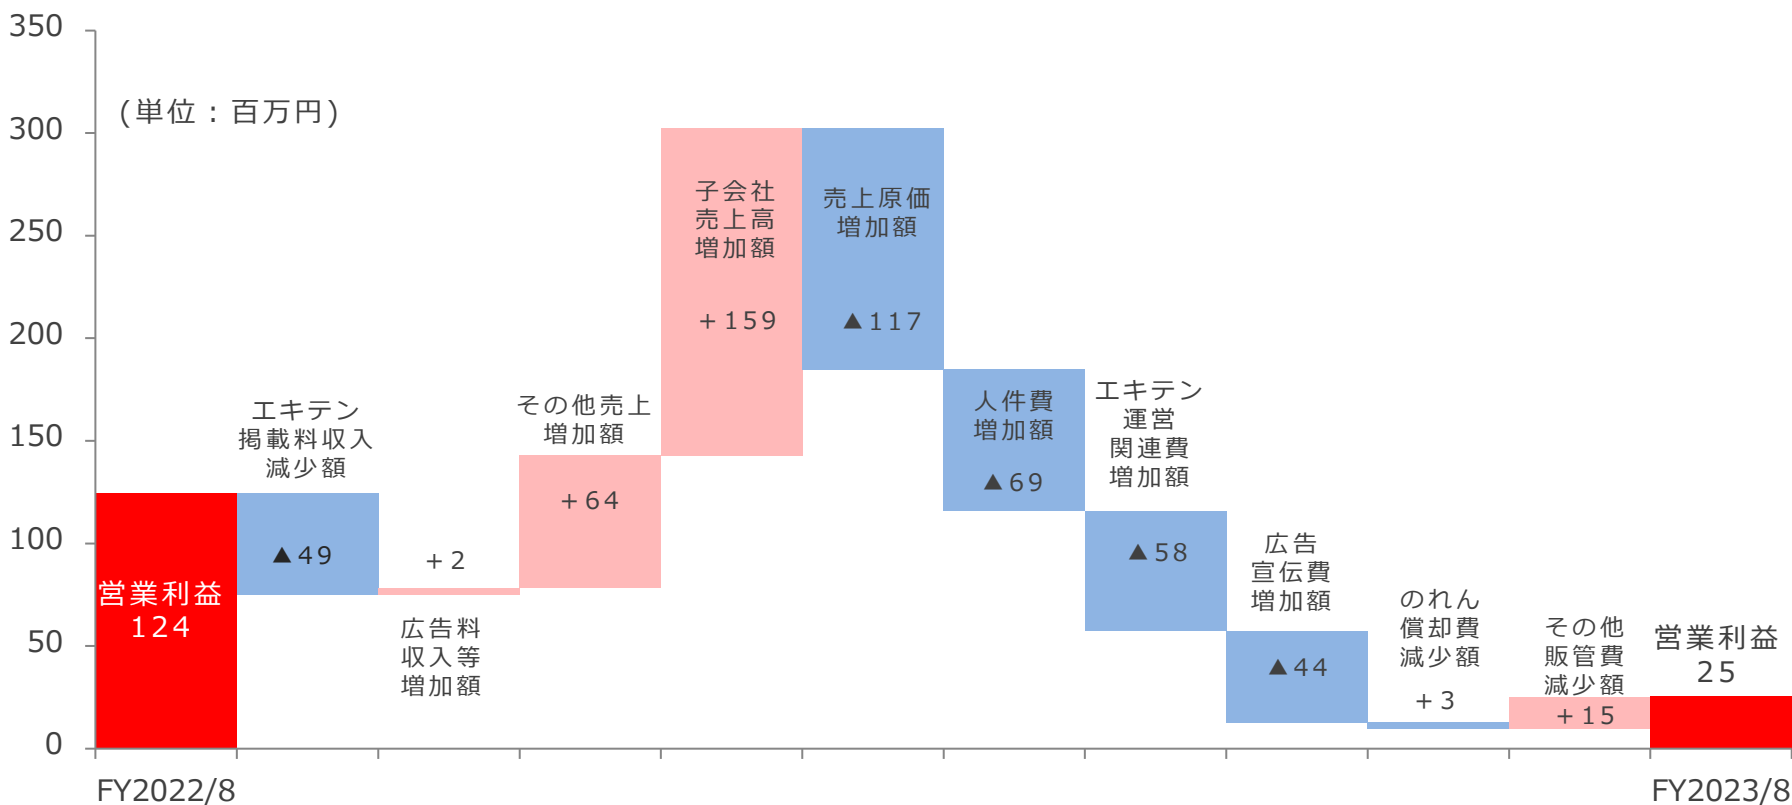 350
300
250
200
150
100
50
0
(単位：百万円)
営業利益
124
エキテン
掲載料収入
減少額
▲49
+2
広告料
収入等
増加額
その他売上
増加額
+64
子会社
売上高
増加額
+159
売上原価
増加額
▲117
人件費
増加額
▲69
エキテン
運営
関連費
増加額
▲58
広告
宣伝費
増加額
▲44
のれん
償却費
減少額
+3
その他
販管費
減少額
+15
営業利益
25
FY2022/8
FY2023/8